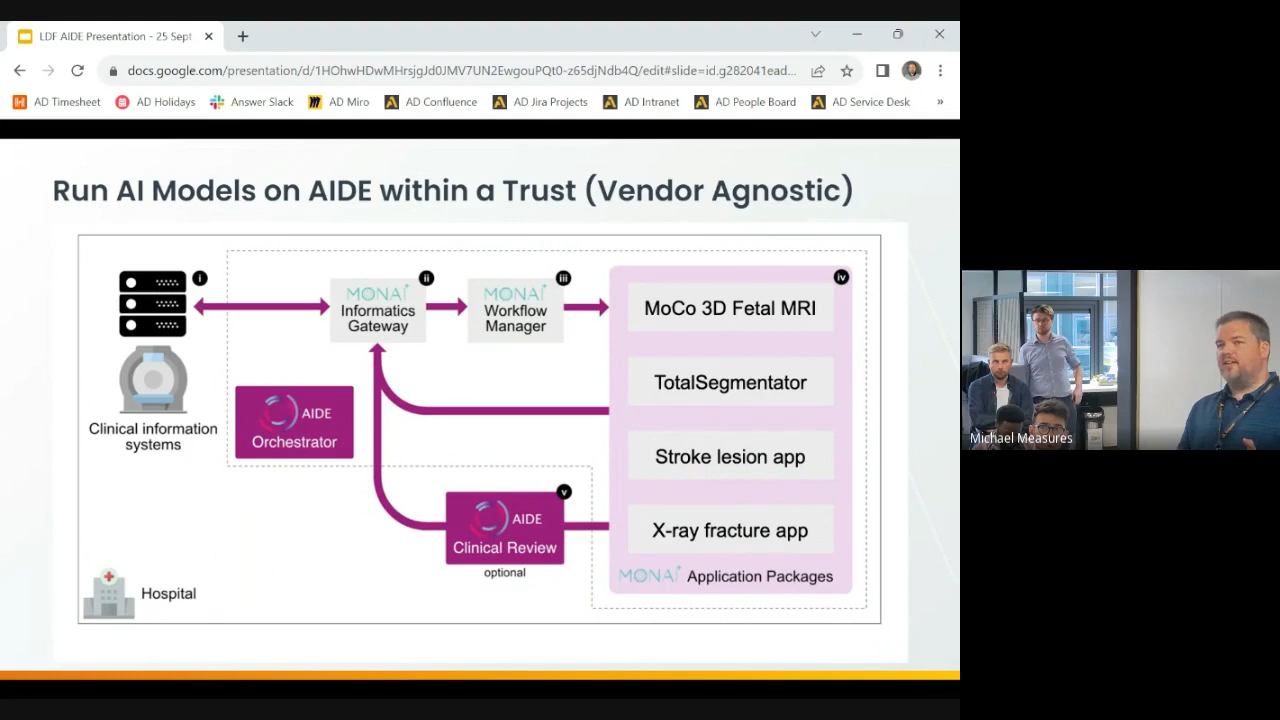 LDF AIDE Presentation - 25 Sept
docs.google.com/presentation/d/1HOhwHDwMHrsjgJd0JMV7UN2EwgouPQt0-z65djNdb4Q/edit#slide=id.g282041ead...
AD Timesheet AD Holidays Answer Slack AD Miro AD Confluence AD Jira Projects AD Intranet AD People Board AD Service Desk »
Run AI Models on AIDE within a Trust (Vendor Agnostic)
i
ii
iii
iv
MONAI
Informatics
Gateway
MONAI
Workflow
Manager
MoCo 3D Fetal MRI
TotalSegmentator
Stroke lesion app
X-ray fracture app
MONAI Application Packages
Clinical information
systems
AIDE
Orchestrator
v
AIDE
Clinical Review
optional
Hospital
Michael Measures